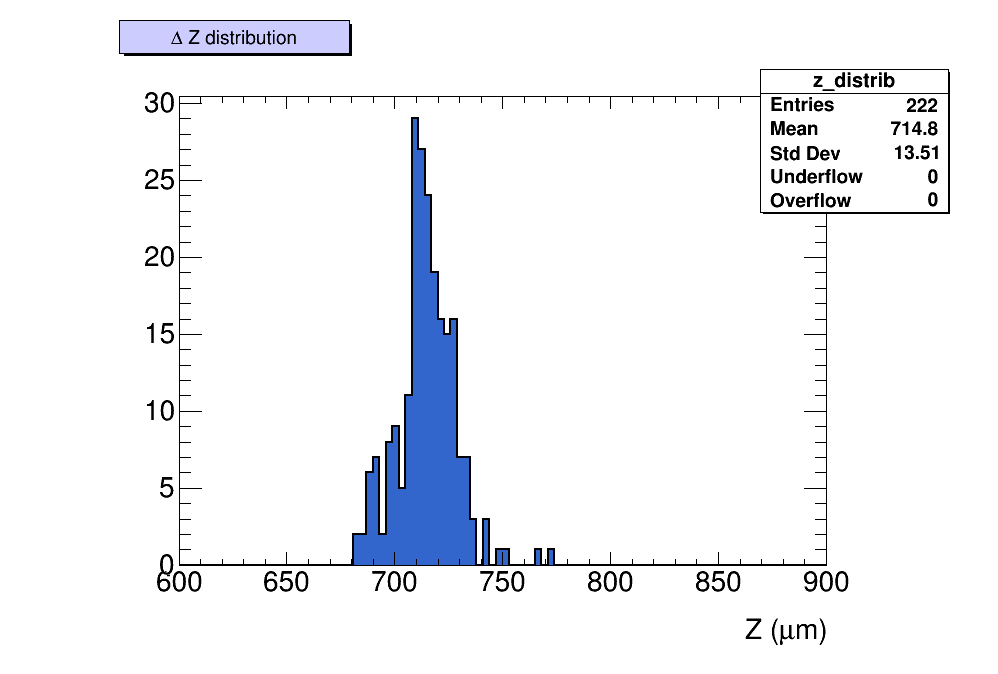 Δ Z distribution
z_distrib
Entries 222
Mean 714.8
Std Dev 13.51
Underflow 0
Overflow 0
30
25
20
15
10
5
0
600 650 700 750 800 850 900
Z (μm)